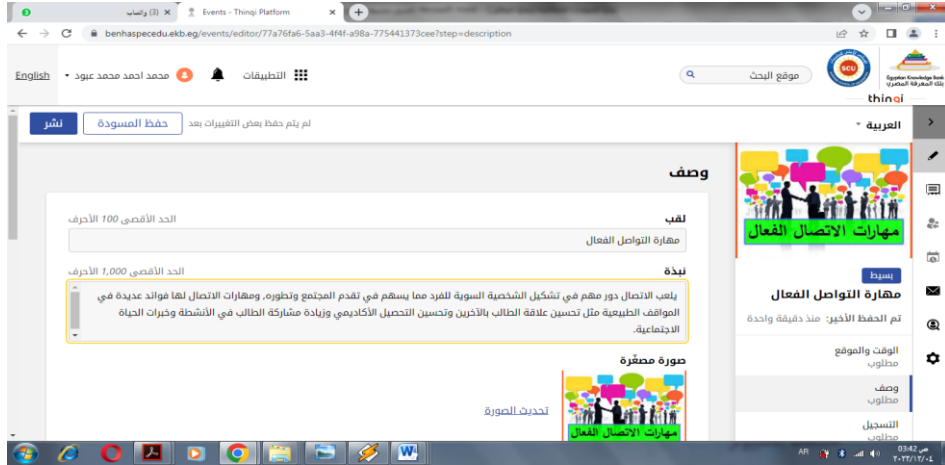 واتساب (3)
Events - Thinqi Platform
benhaspecedu.ekb.eg/events/editor/77a76fa6-5aa3-4f4f-a98a-775441373cee?step=description
Egyptian Knowledge Bank
بنك المعرفة المصري
SCU
موقع البحث
التطبيقات
محمد احمد محمد عبود
English
thinqi
العربية
لم يتم حفظ بعض التغييرات بعد
حفظ المسودة
نشر
مهارات الاتصال الفعال
بسيط
مهارة التواصل الفعال
تم الحفظ الأخير: منذ دقيقة واحدة
الوقت والموقع
مطلوب
وصف
مطلوب
التسجيل
مطلوب
وصف
لقب
الحد الأقصى 100 الأحرف
مهارة التواصل الفعال
نبذة
الحد الأقصى 1,000 الأحرف
يلعب الاتصال دور مهم في تشكيل الشخصية السوية للفرد مما يسهم في تقدم المجتمع وتطوره, ومهارات الاتصال لها فوائد عديدة في
المواقف الطبيعية مثل تحسين علاقة الطالب بالآخرين وتحسين التحصيل الأكاديمي وزيادة مشاركة الطالب في الأنشطة وخبرات الحياة
الاجتماعية.
صورة مصغّرة
مهارات الاتصال الفعال
تحديث الصورة
AR
03:42 ص
٢٠٢٢/١٢/٠٤